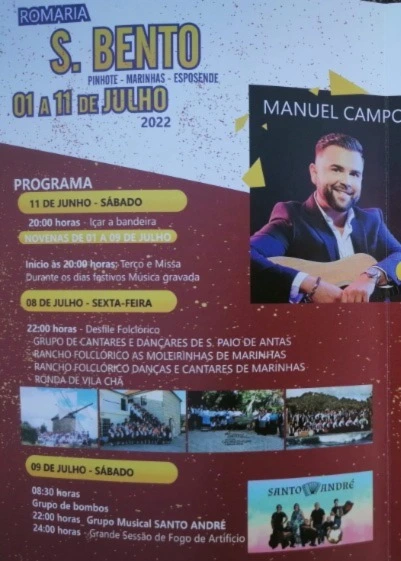 ROMARIA
S. BENTO
PINHOTE - MARINHAS - ESPOSENDE
01 A 11 DE JULHO
2022
MANUEL CAMPO
PROGRAMA
11 DE JUNHO - SÁBADO
20:00 horas - Içar a bandeira
NOVENAS DE 01 A 09 DE JULHO
Inicio às 20:00 horas: Terço e Missa
Durante os dias festivos Música gravada
08 DE JULHO - SEXTA-FEIRA
22:00 horas - Desfile Folclórico
- GRUPO DE CANTARES E DANÇARES DE S. PAIO DE ANTAS
- RANCHO FOLCLÓRICO AS MOLEIRINHAS DE MARINHAS
- RANCHO FOLCLÓRICO DANÇAS E CANTARES DE MARINHAS
- RONDA DE VILA CHÃ
09 DE JULHO - SÁBADO
08:30 horas
Grupo de bombos
22:00 horas_ Grupo Musical SANTO ANDRÉ
24:00 horas - Grande Sessão de Fogo de Artifício
SANTO ANDRÉ